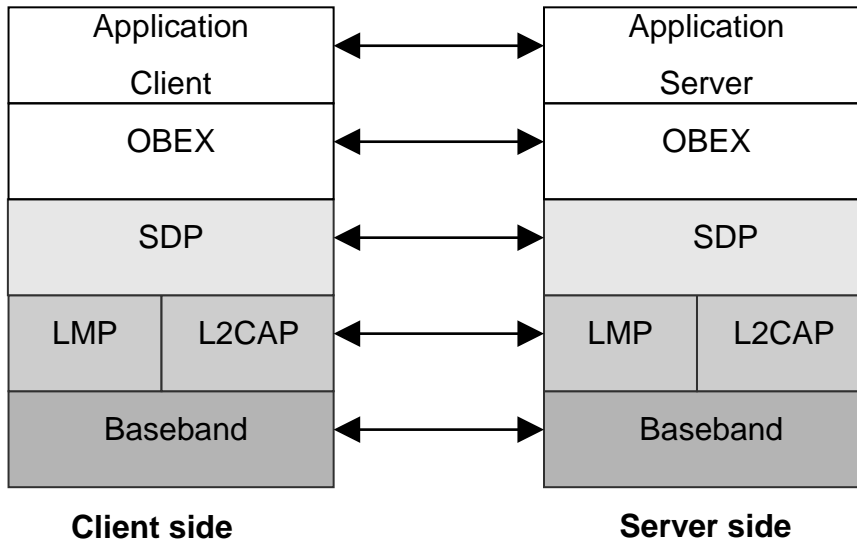 Application
Client
OBEX
SDP
LMP L2CAP
Baseband
Client side
Application
Server
OBEX
SDP
LMP L2CAP
Baseband
Server side